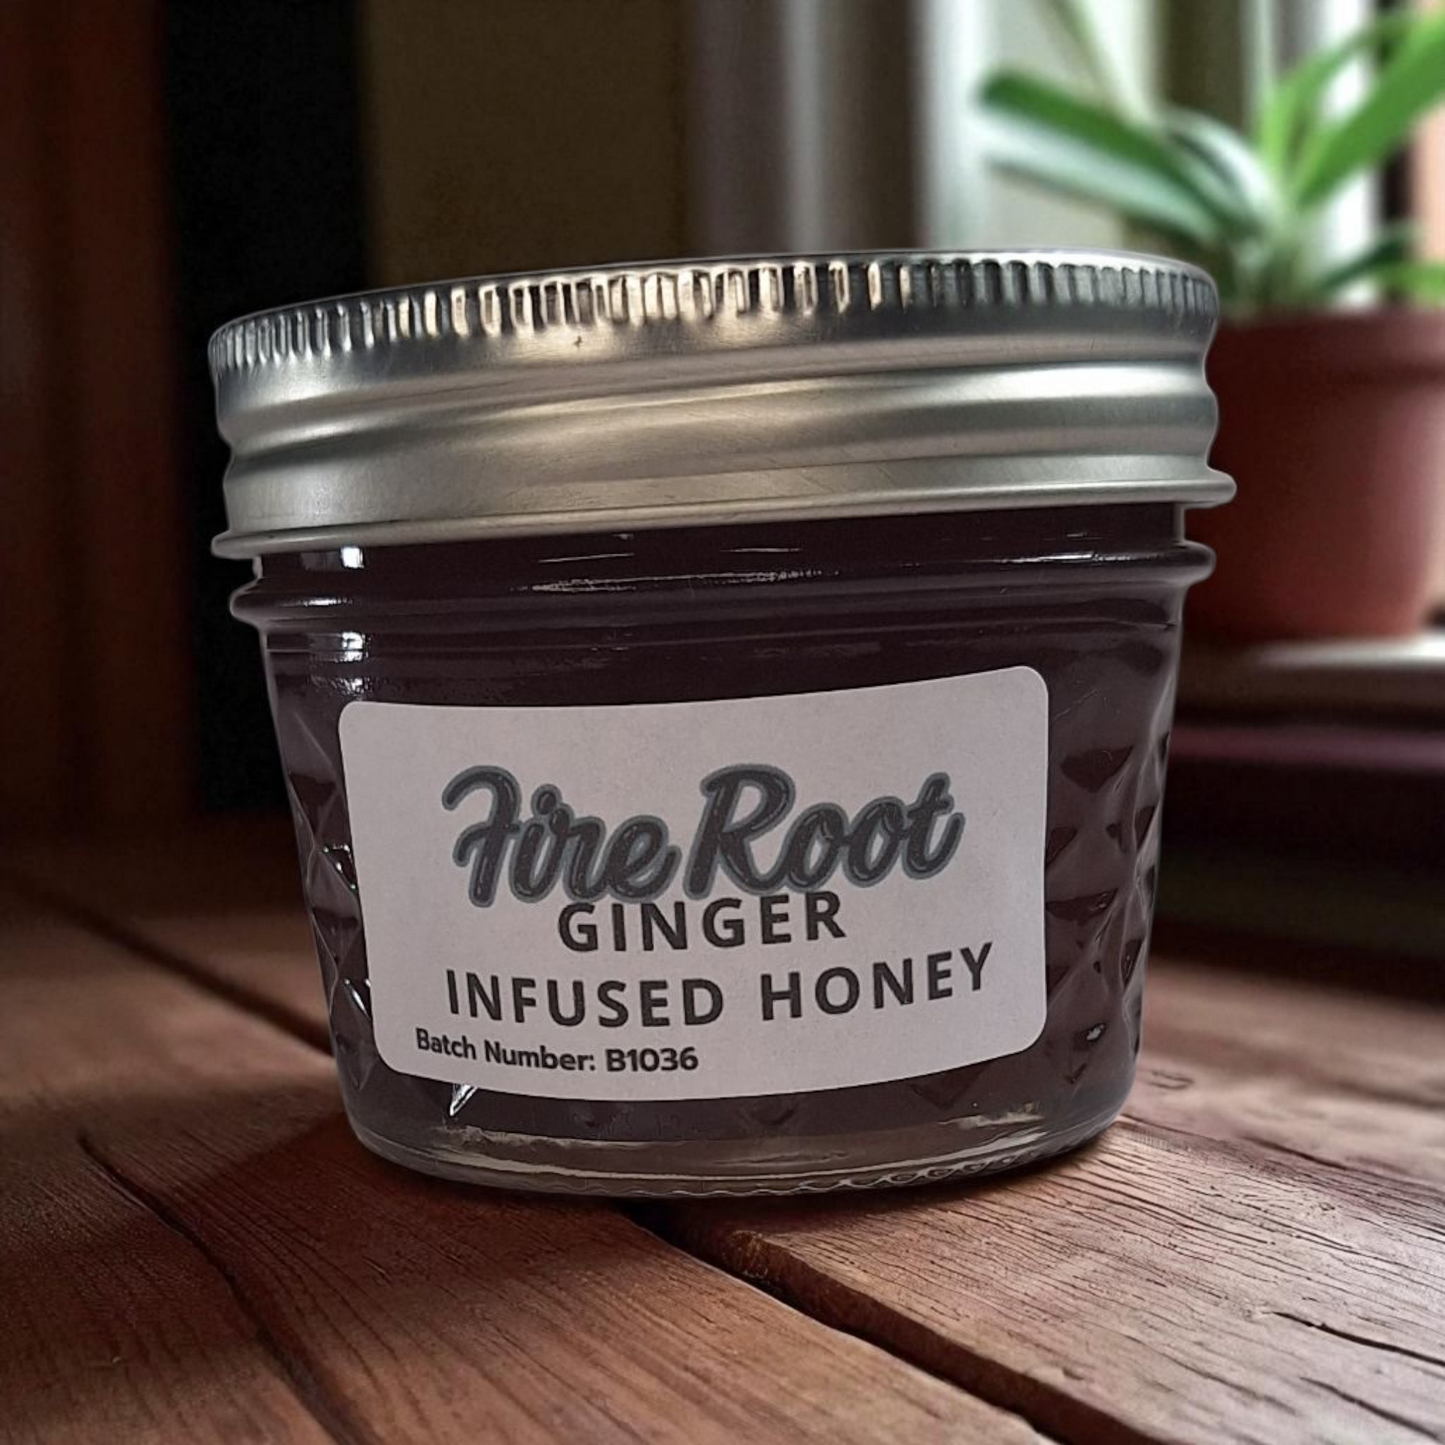 Fire Root
GINGER
INFUSED HONEY
Batch Number: B1036